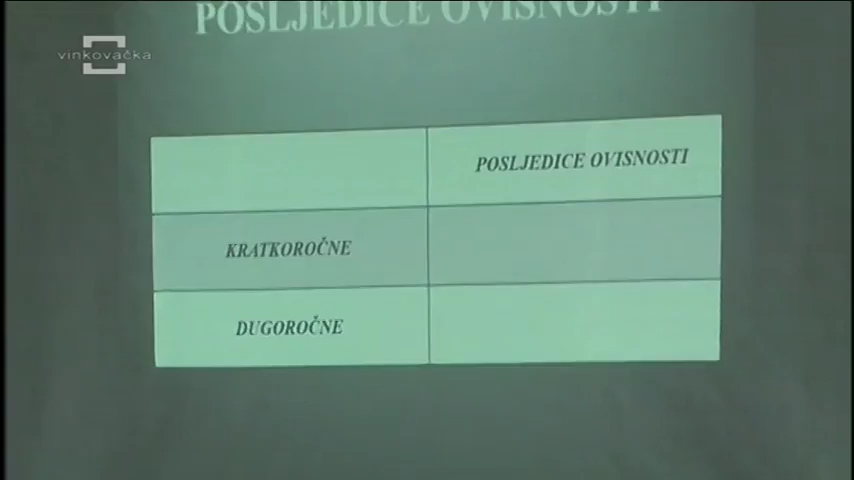 POSLJEDICE OVISNOSTI
vinkovačka
POSLJEDICE OVISNOSTI
KRATKOROČNE
DUGOROČNE